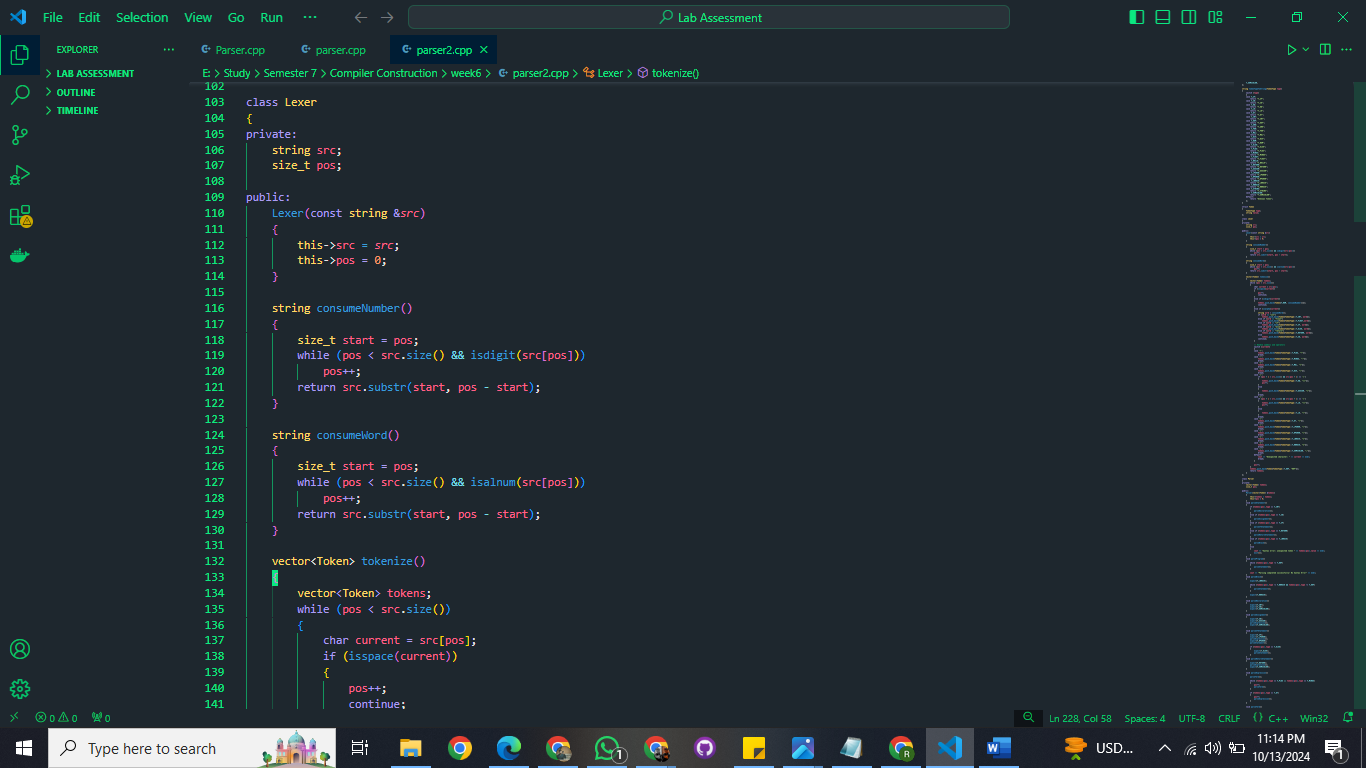 File Edit Selection View Go Run ··· Lab Assessment
EXPLORER ··· Parser.cpp parser.cpp parser2.cpp
LAB ASSESSMENT
OUTLINE
TIMELINE
E: > Study > Semester 7 > Compiler Construction > week6 > parser2.cpp > Lexer > tokenize()
102
103 class Lexer
104 {
105 private:
106 string src;
107 size_t pos;
108
109 public:
110 Lexer(const string &src)
111 {
112 this->src = src;
113 this->pos = 0;
114 }
115
116 string consumeNumber()
117 {
118 size_t start = pos;
119 while (pos < src.size() && isdigit(src[pos]))
120 pos++;
121 return src.substr(start, pos - start);
122 }
123
124 string consumeWord()
125 {
126 size_t start = pos;
127 while (pos < src.size() && isalnum(src[pos]))
128 pos++;
129 return src.substr(start, pos - start);
130 }
131
132 vector<Token> tokenize()
133 {
134 vector<Token> tokens;
135 while (pos < src.size())
136 {
137 char current = src[pos];
138 if (isspace(current))
139 {
140 pos++;
141 continue;
0 0 0 Ln 228, Col 58 Spaces: 4 UTF-8 CRLF {} C++ Win32
Type here to search 1 USD... 11:14 PM
10/13/2024 1